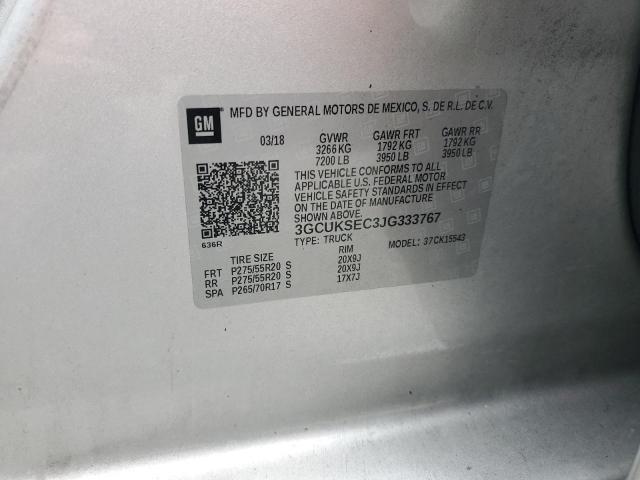 GM
MFD BY GENERAL MOTORS DE MEXICO, S. DE R.L. DE C.V.
03/18 GVWR GAWR FRT GAWR RR
3266 KG 1792 KG 1792 KG
7200 LB 3950 LB 3950 LB
THIS VEHICLE CONFORMS TO ALL
APPLICABLE U.S. FEDERAL MOTOR
VEHICLE SAFETY STANDARDS IN EFFECT
ON THE DATE OF MANUFACTURE
SHOWN ABOVE.
3GCUKSEC3JG333767
636R TYPE: TRUCK MODEL: 37CK15543
TIRE SIZE RIM
FRT P275/55R20 S 20X9J
RR P275/55R20 S 20X9J
SPA P265/70R17 S 17X7J